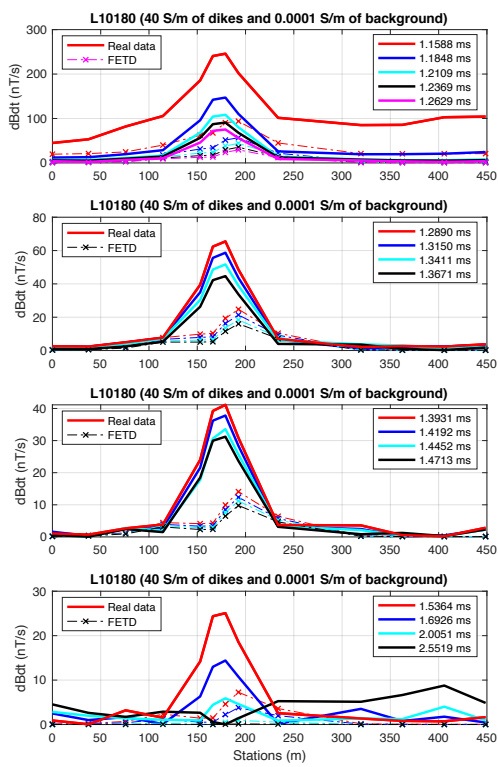 L10180 (40 S/m of dikes and 0.0001 S/m of background)
300
200
100
0
dBdt (nT/s)
Real data
FETD
1.1588 ms
1.1848 ms
1.2109 ms
1.2369 ms
1.2629 ms
0 50 100 150 200 250 300 350 400 450
L10180 (40 S/m of dikes and 0.0001 S/m of background)
80
60
40
20
0
dBdt (nT/s)
Real data
FETD
1.2890 ms
1.3150 ms
1.3411 ms
1.3671 ms
0 50 100 150 200 250 300 350 400 450
L10180 (40 S/m of dikes and 0.0001 S/m of background)
40
30
20
10
0
dBdt (nT/s)
Real data
FETD
1.3931 ms
1.4192 ms
1.4452 ms
1.4713 ms
0 50 100 150 200 250 300 350 400 450
L10180 (40 S/m of dikes and 0.0001 S/m of background)
30
20
10
0
dBdt (nT/s)
Real data
FETD
1.5364 ms
1.6926 ms
2.0051 ms
2.5519 ms
0 50 100 150 200 250 300 350 400 450
Stations (m)